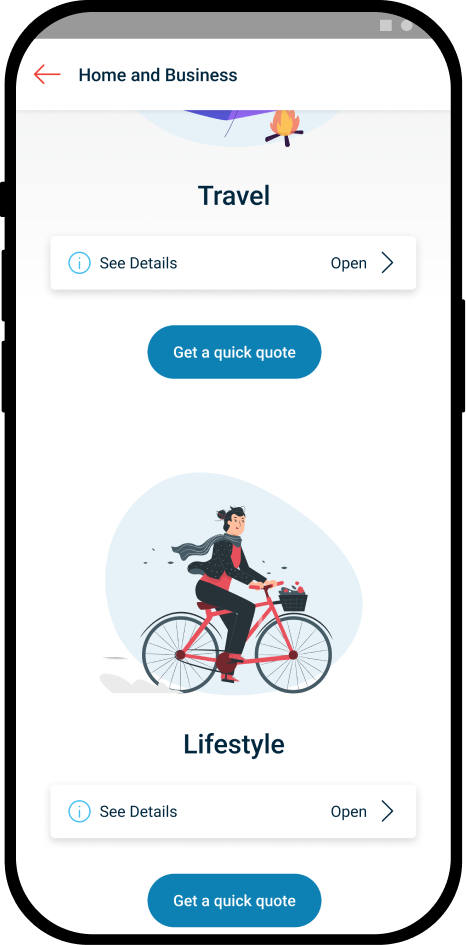 Home and Business
Travel
See Details Open
Get a quick quote
Lifestyle
See Details Open
Get a quick quote